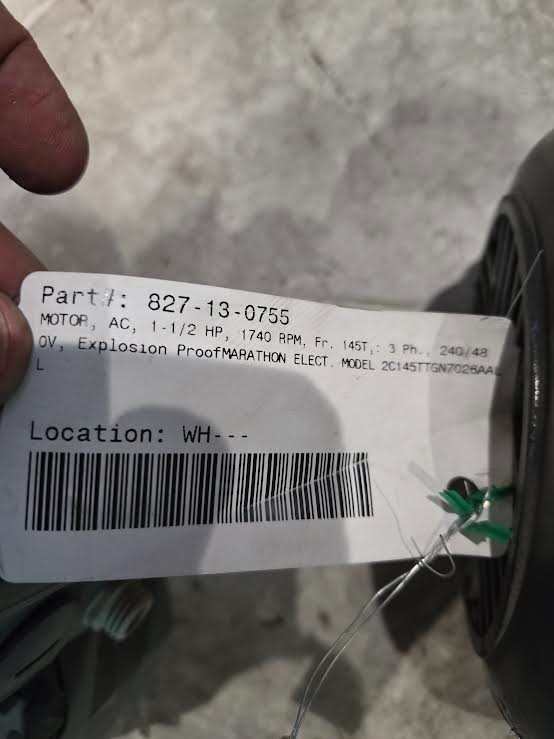 Part#: 827-13-0755
MOTOR, AC, 1-1/2 HP, 1740 RPM, Fr. 145T,: 3 Ph., 240/48
0V, Explosion ProofMARATHON ELECT. MODEL 2C145TTGN7026AAL
L
Location: WH---